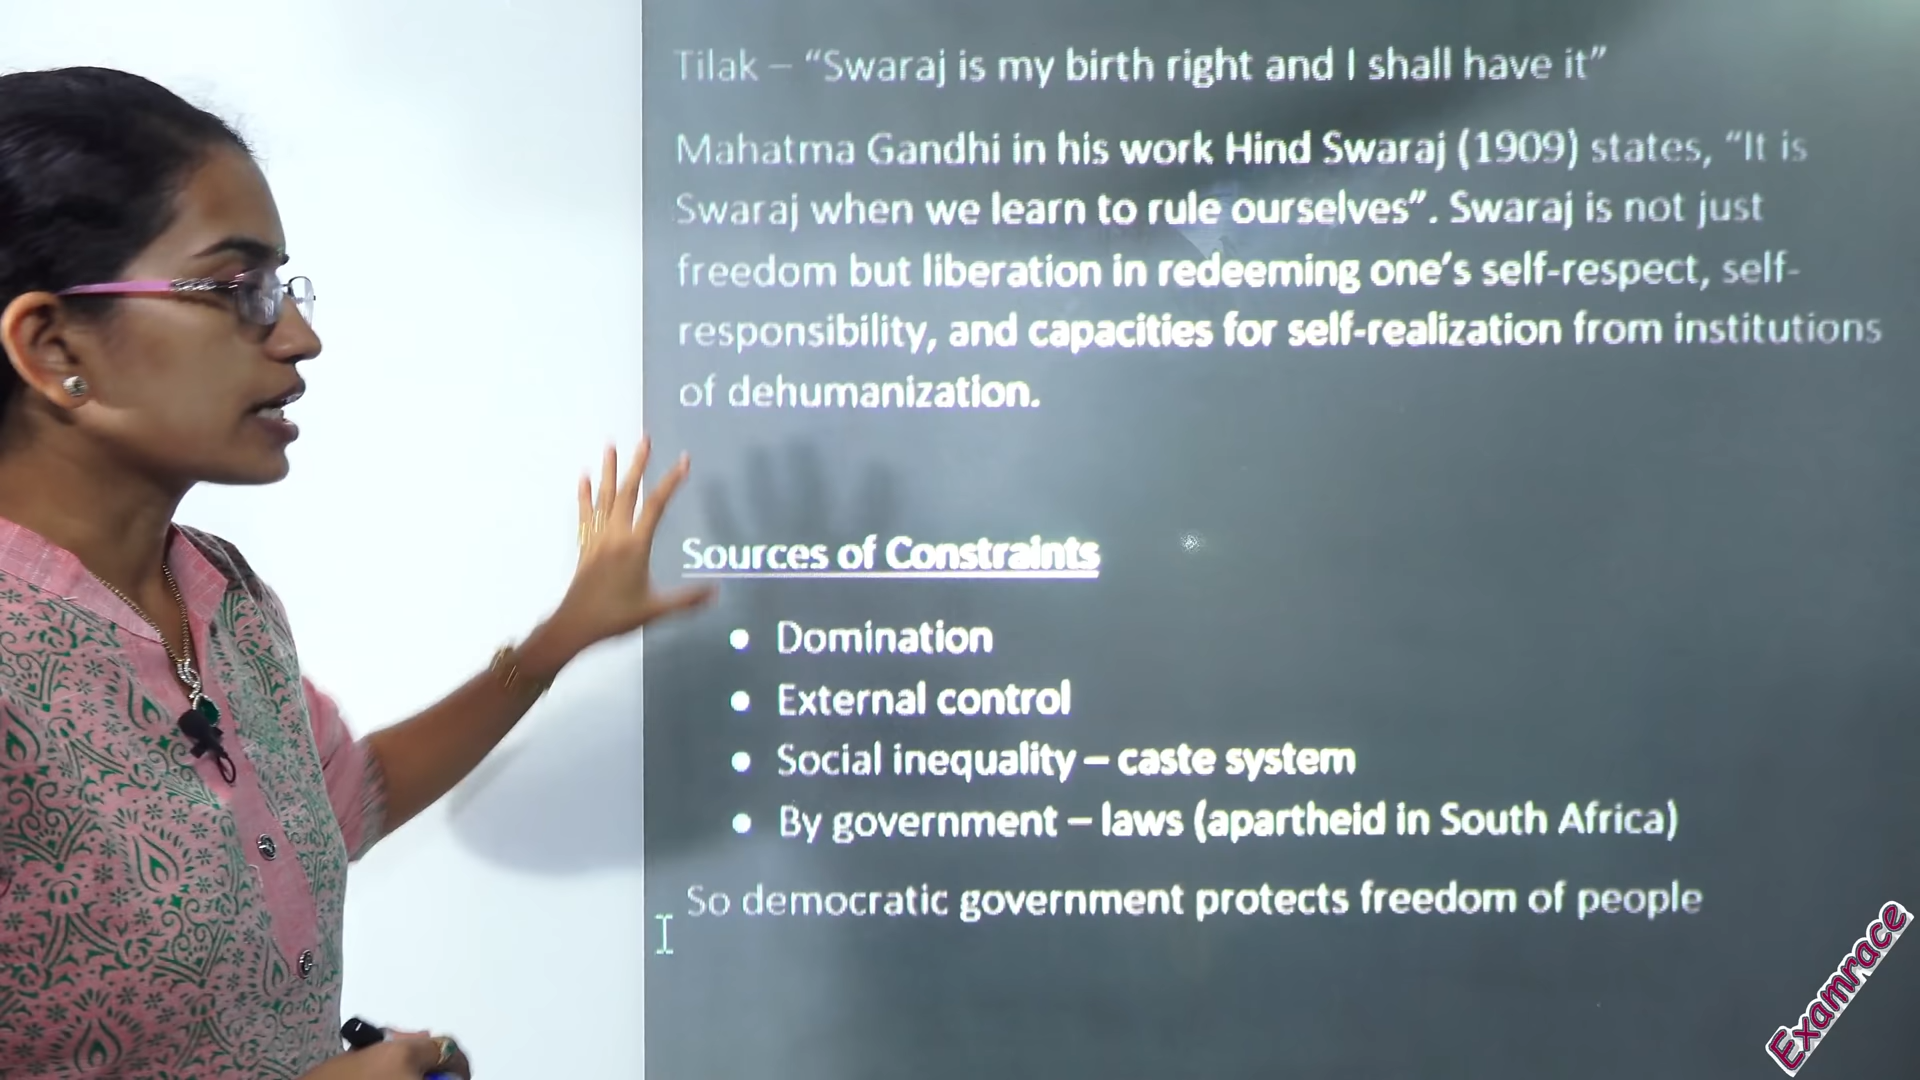 Tilak – “Swaraj is my birth right and I shall have it”
Mahatma Gandhi in his work Hind Swaraj (1909) states, “It is
Swaraj when we learn to rule ourselves”. Swaraj is not just
freedom but liberation in redeeming one’s self-respect, self-
responsibility, and capacities for self-realization from institutions
of dehumanization.
Sources of Constraints
● Domination
● External control
● Social inequality – caste system
● By government – laws (apartheid in South Africa)
So democratic government protects freedom of people
Examrace